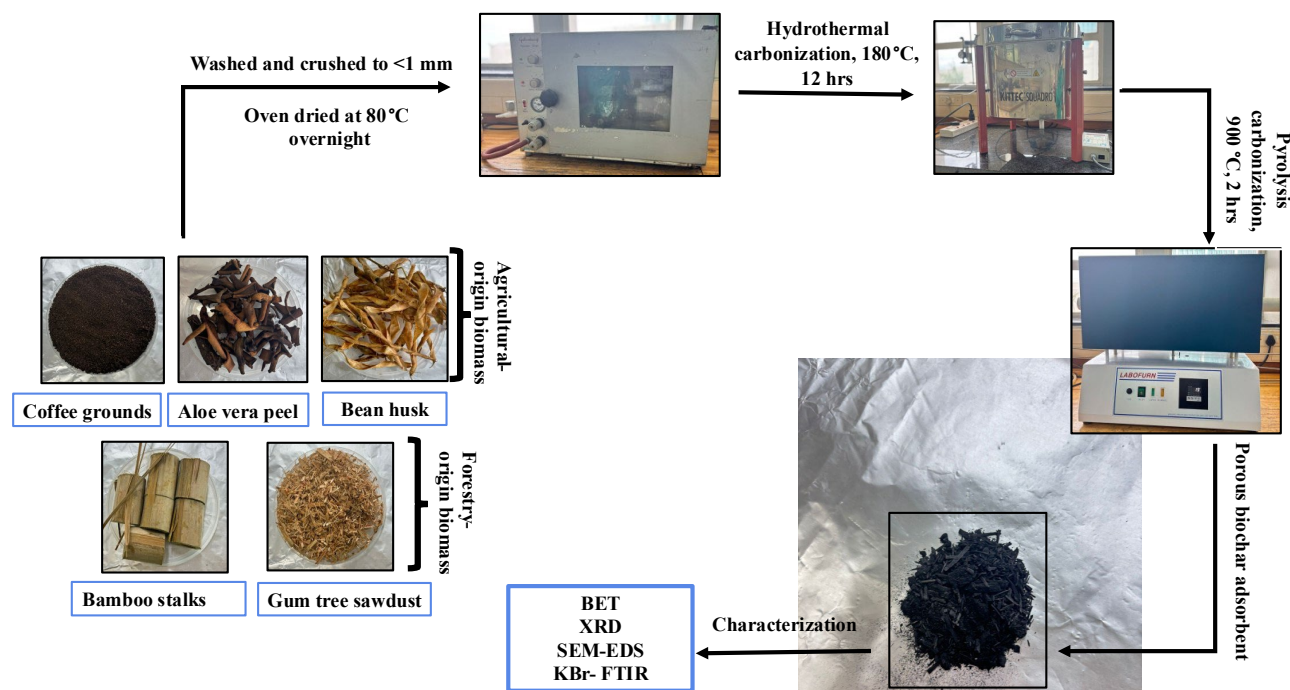 Washed and crushed to <1 mm
Oven dried at 80°C
overnight
Hydrothermal
carbonization, 180°C,
12 hrs
KITTEC SQUADRO
Pyrolysis
carbonization,
900 °C, 2 hrs
LABOFURN
Agricultural-
origin biomass
Coffee grounds
Aloe vera peel
Bean husk
Forestry-
origin biomass
Bamboo stalks
Gum tree sawdust
Porous biochar adsorbent
Characterization
BET
XRD
SEM-EDS
KBr- FTIR